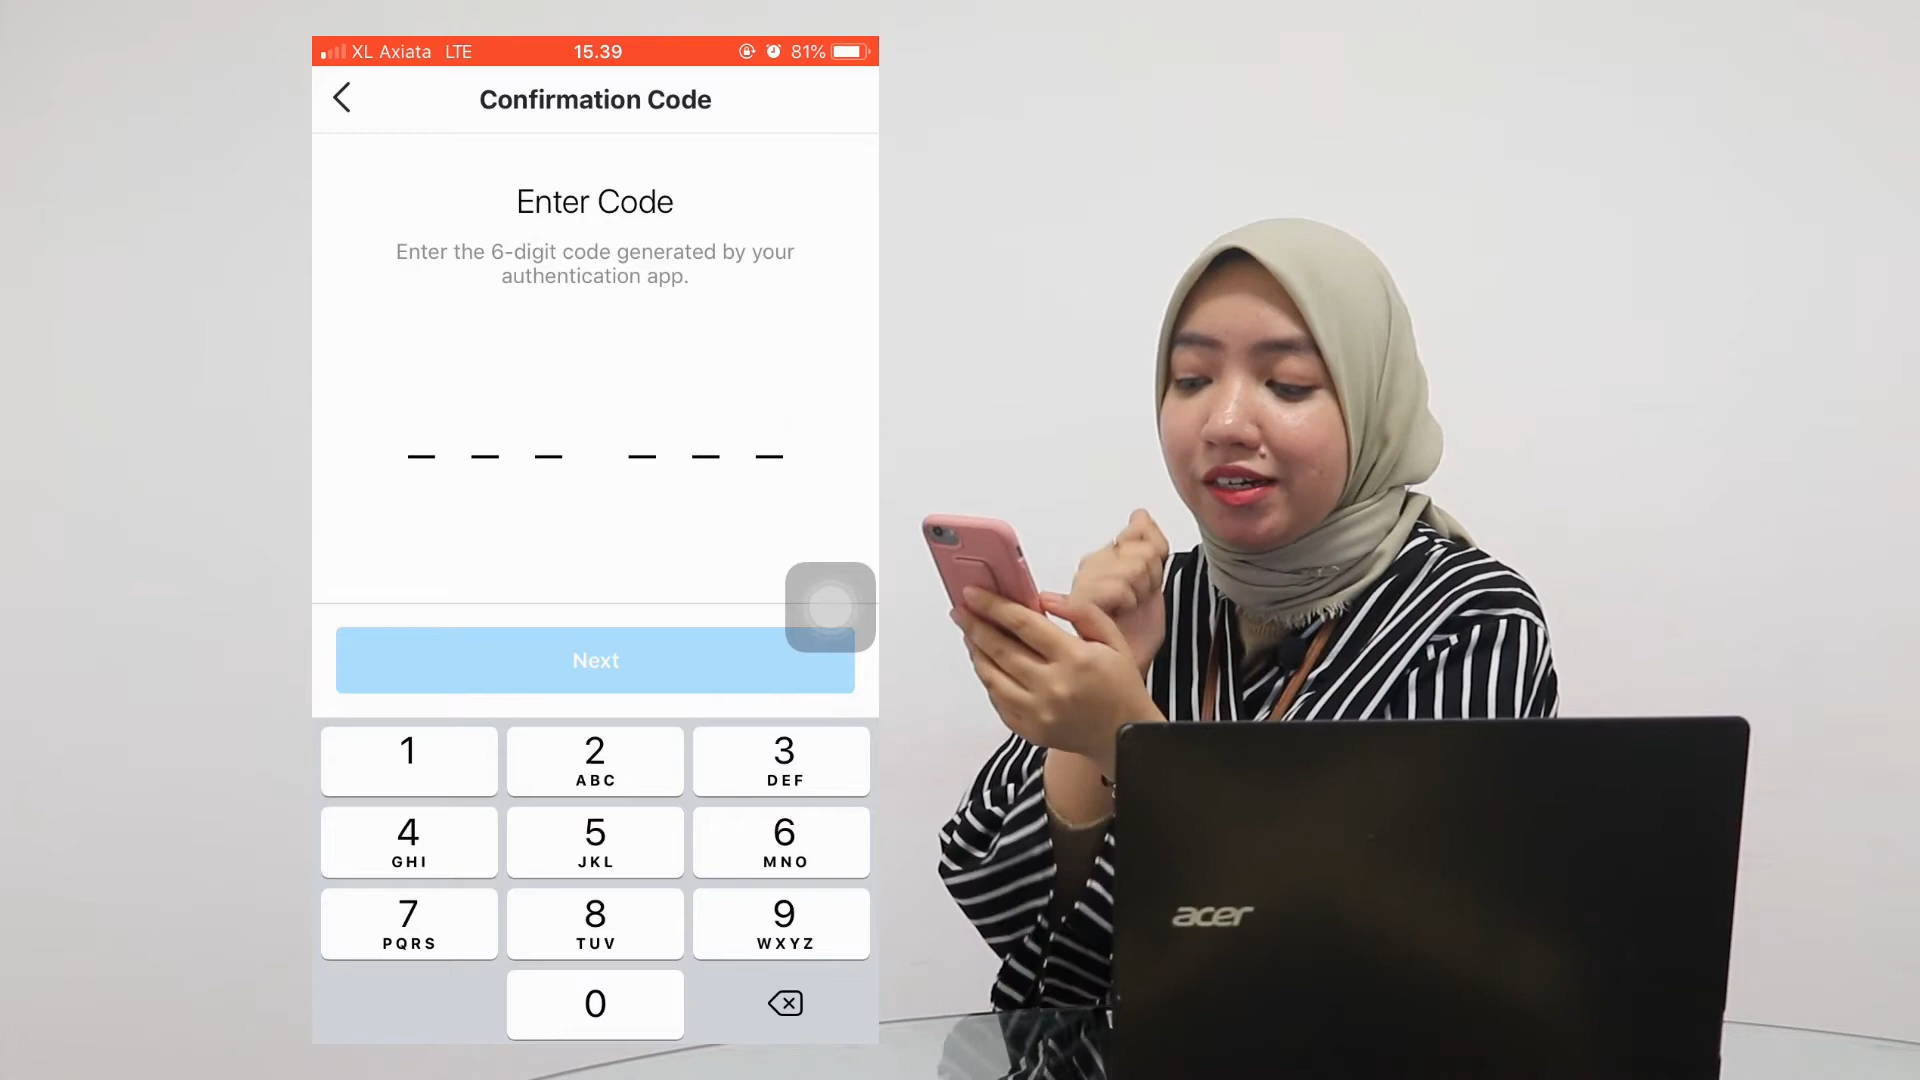 XL Axiata LTE 15.39 81%
Confirmation Code
Enter Code
Enter the 6-digit code generated by your
authentication app.
Next
1 2 3
ABC DEF
4 5 6
GHI JKL MNO
7 8 9
PQRS TUV WXYZ
0
acer